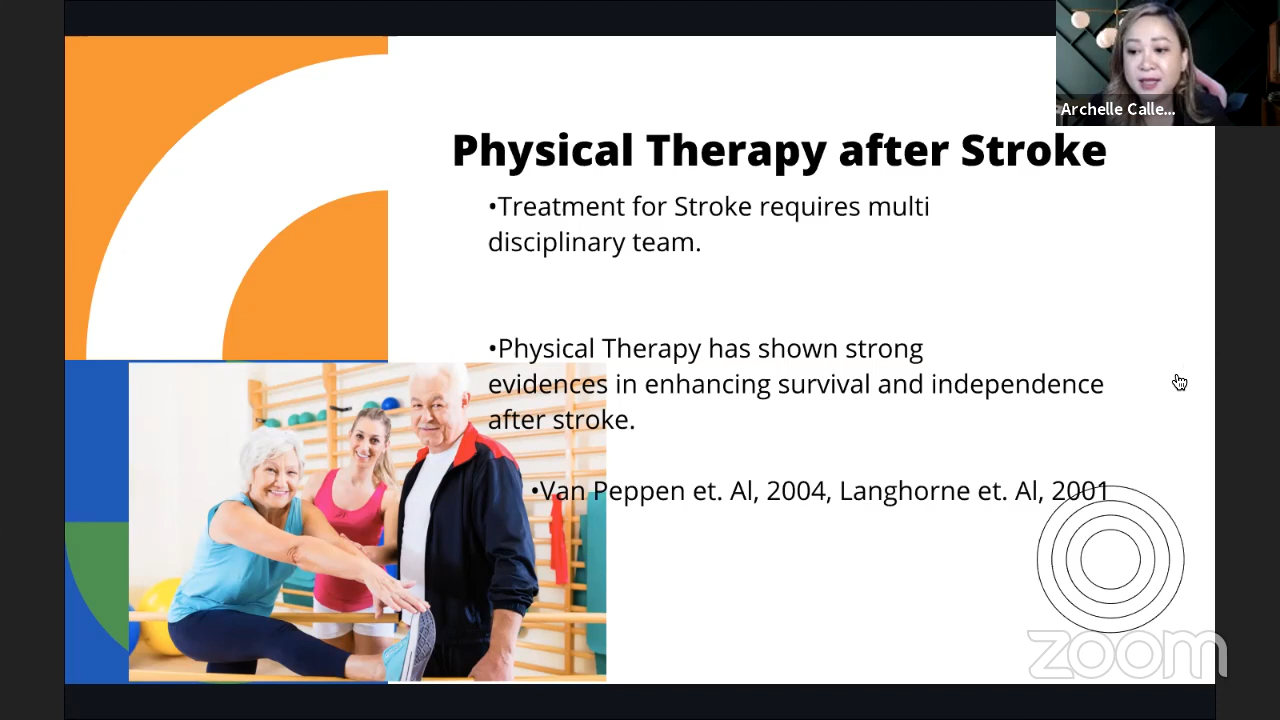 Archelle Calle...
Physical Therapy after Stroke
•Treatment for Stroke requires multi
disciplinary team.
•Physical Therapy has shown strong
evidences in enhancing survival and independence
after stroke.
•Van Peppen et. Al, 2004, Langhorne et. Al, 2001
zoom